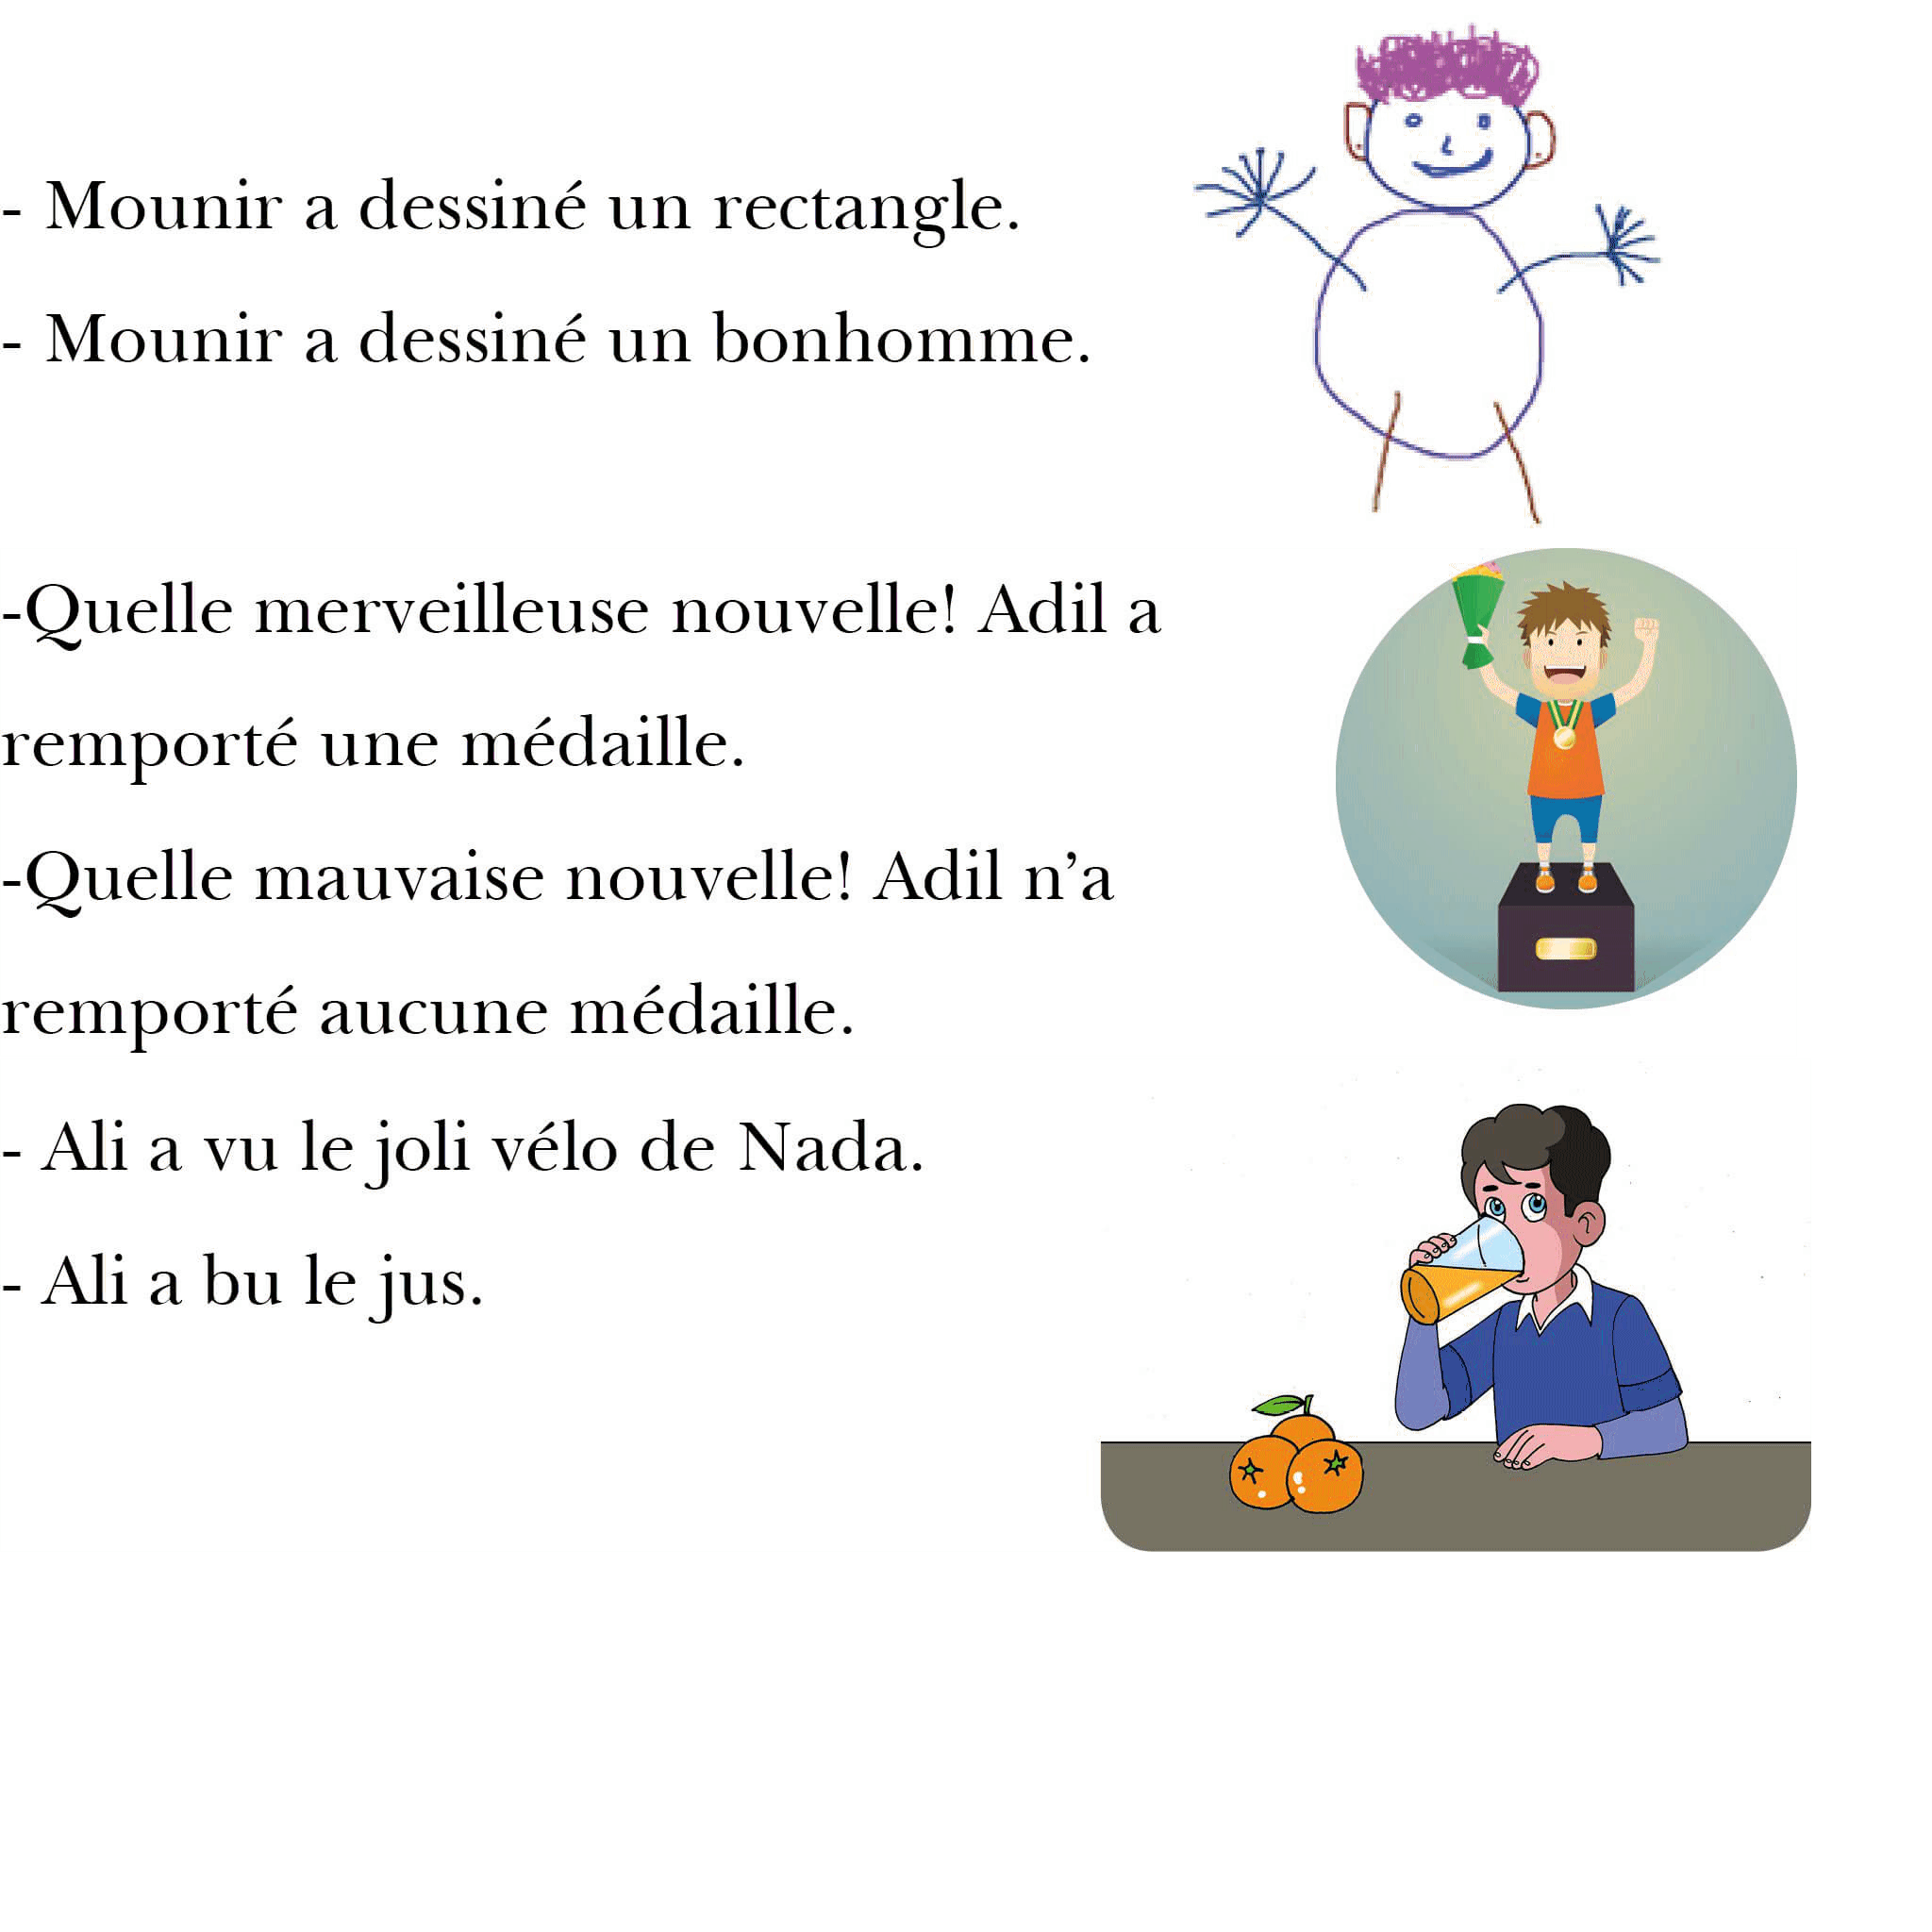 - Mounir a dessiné un rectangle.
- Mounir a dessiné un bonhomme.
-Quelle merveilleuse nouvelle! Adil a
remporté une médaille.
-Quelle mauvaise nouvelle! Adil n’a
remporté aucune médaille.
- Ali a vu le joli vélo de Nada.
- Ali a bu le jus.